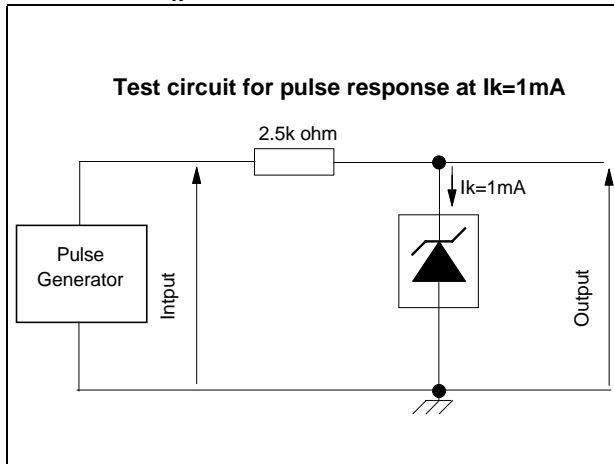 Test circuit for pulse response at Ik=1mA
2.5k ohm
Ik=1mA
Pulse
Generator
Intput
Output